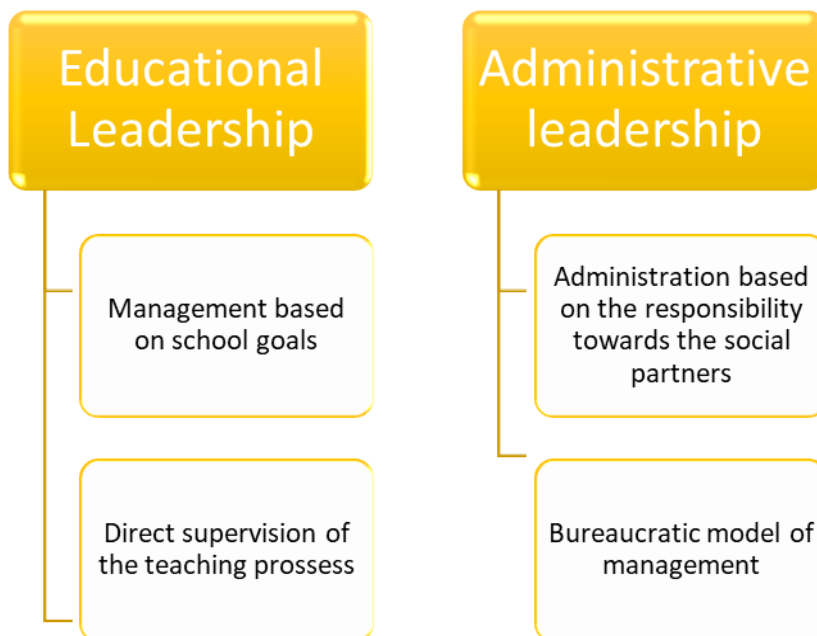 Educational
Leadership
Management based
on school goals
Direct supervision of
the teaching prossess
Administrative
leadership
Administration based
on the responsibility
towards the social
partners
Bureaucratic model of
management